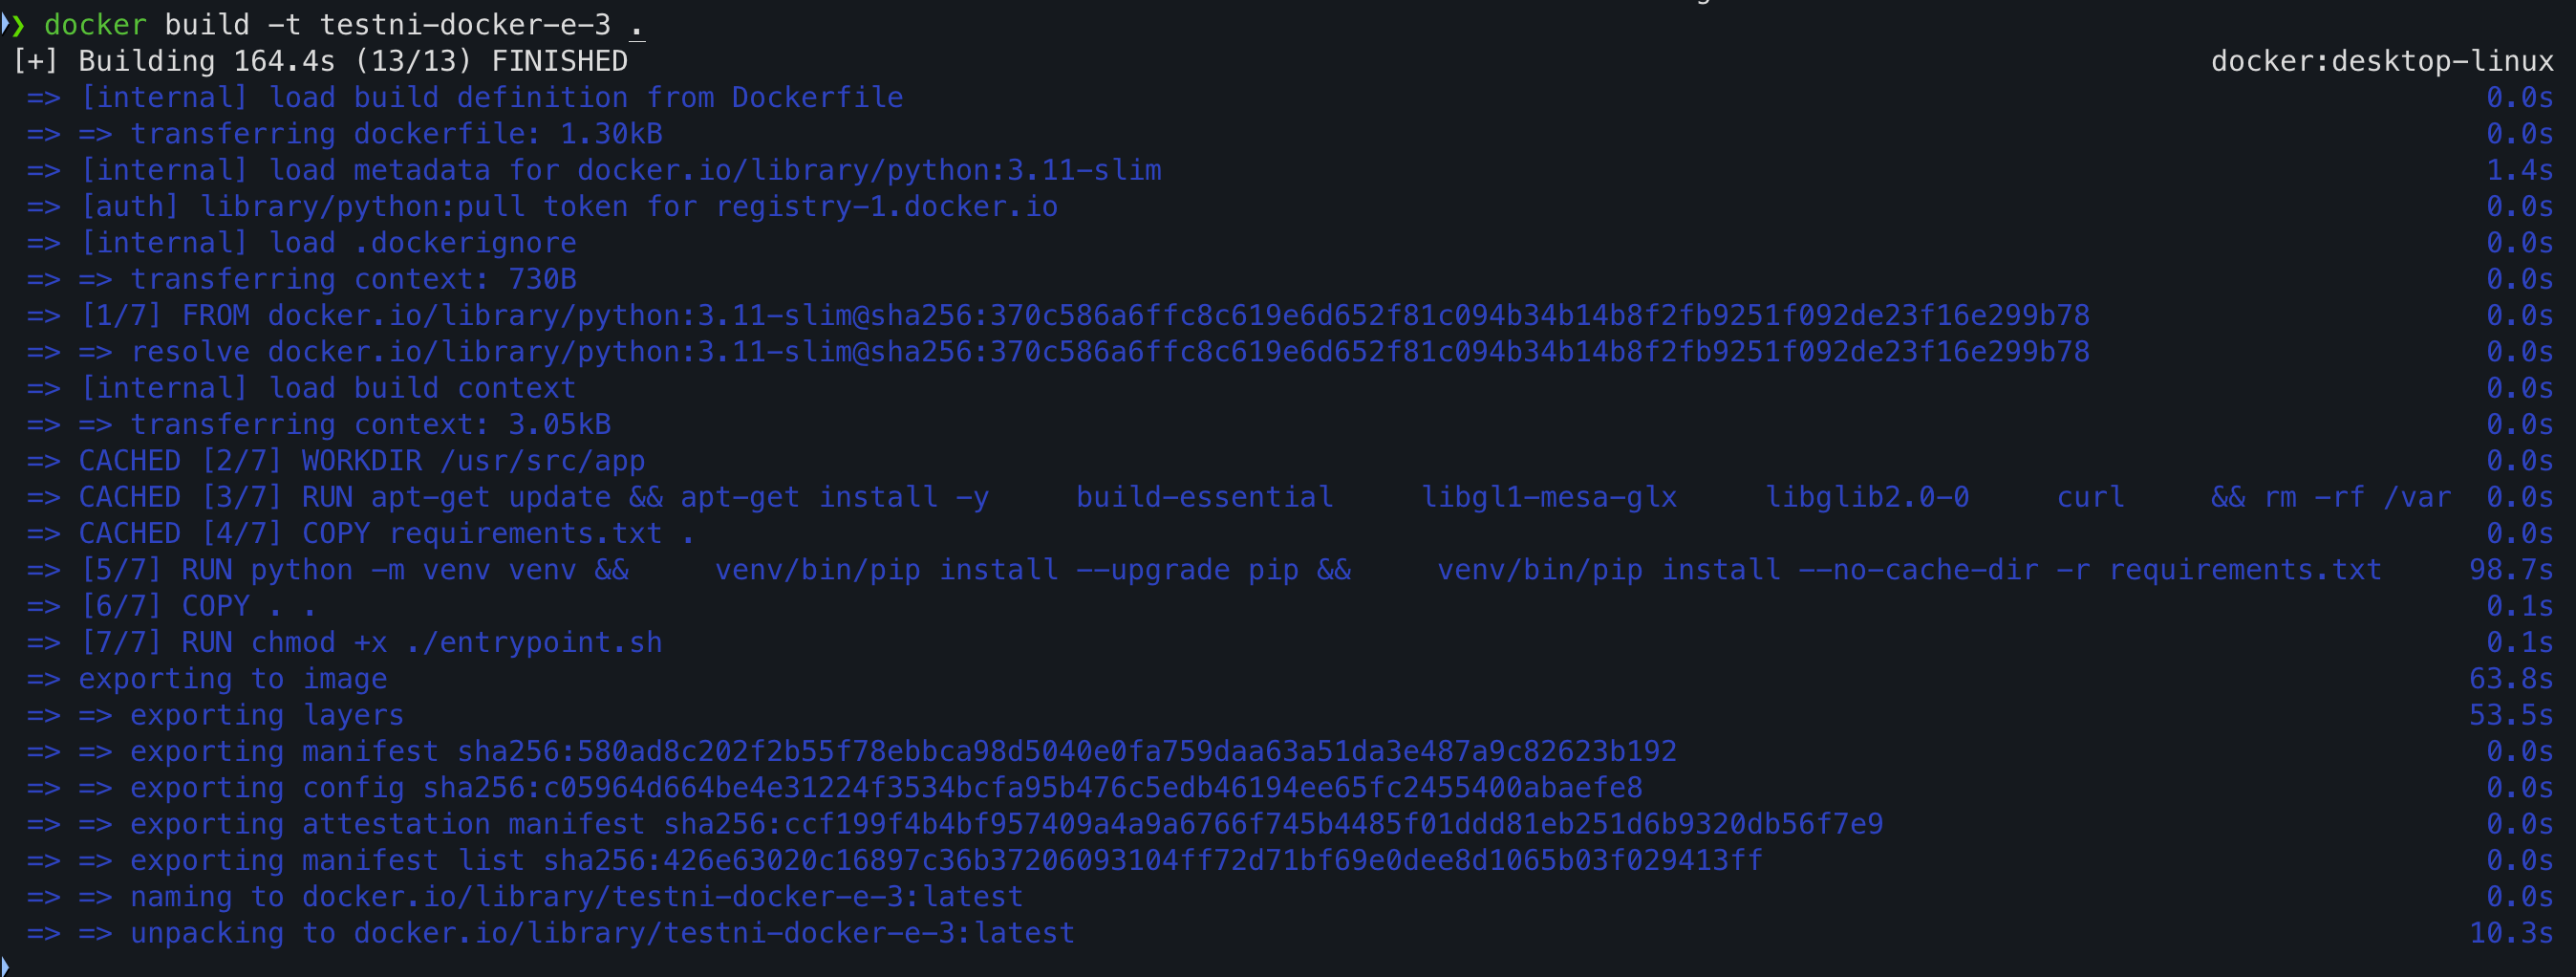 ❯ docker build -t testni-docker-e-3 .
[+] Building 164.4s (13/13) FINISHED docker:desktop-linux
=> [internal] load build definition from Dockerfile 0.0s
=> => transferring dockerfile: 1.30kB 0.0s
=> [internal] load metadata for docker.io/library/python:3.11-slim 1.4s
=> [auth] library/python:pull token for registry-1.docker.io 0.0s
=> [internal] load .dockerignore 0.0s
=> => transferring context: 730B 0.0s
=> [1/7] FROM docker.io/library/python:3.11-slim@sha256:370c586a6ffc8c619e6d652f81c094b34b14b8f2fb9251f092de23f16e299b78 0.0s
=> => resolve docker.io/library/python:3.11-slim@sha256:370c586a6ffc8c619e6d652f81c094b34b14b8f2fb9251f092de23f16e299b78 0.0s
=> [internal] load build context 0.0s
=> => transferring context: 3.05kB 0.0s
=> CACHED [2/7] WORKDIR /usr/src/app 0.0s
=> CACHED [3/7] RUN apt-get update && apt-get install -y     build-essential     libgl1-mesa-glx     libglib2.0-0     curl     && rm -rf /var 0.0s
=> CACHED [4/7] COPY requirements.txt . 0.0s
=> [5/7] RUN python -m venv venv &&     venv/bin/pip install --upgrade pip &&     venv/bin/pip install --no-cache-dir -r requirements.txt 98.7s
=> [6/7] COPY . . 0.1s
=> [7/7] RUN chmod +x ./entrypoint.sh 0.1s
=> exporting to image 63.8s
=> => exporting layers 53.5s
=> => exporting manifest sha256:580ad8c202f2b55f78ebbca98d5040e0fa759daa63a51da3e487a9c82623b192 0.0s
=> => exporting config sha256:c05964d664be4e31224f3534bcfa95b476c5edb46194ee65fc2455400abaefe8 0.0s
=> => exporting attestation manifest sha256:ccf199f4b4bf957409a4a9a6766f745b4485f01ddd81eb251d6b9320db56f7e9 0.0s
=> => exporting manifest list sha256:426e63020c16897c36b37206093104ff72d71bf69e0dee8d1065b03f029413ff 0.0s
=> => naming to docker.io/library/testni-docker-e-3:latest 0.0s
=> => unpacking to docker.io/library/testni-docker-e-3:latest 10.3s